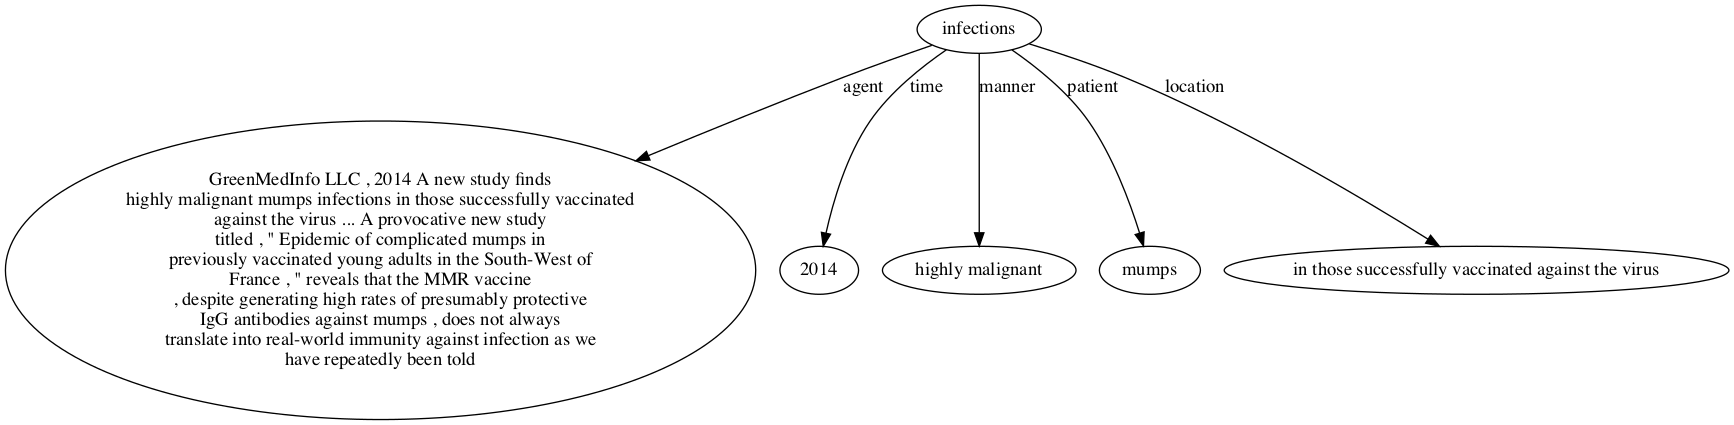 infections
agent
time
manner
patient
location
GreenMedInfo LLC , 2014 A new study finds
highly malignant mumps infections in those successfully vaccinated
against the virus ... A provocative new study
titled , " Epidemic of complicated mumps in
previously vaccinated young adults in the South-West of
France , " reveals that the MMR vaccine
, despite generating high rates of presumably protective
IgG antibodies against mumps , does not always
translate into real-world immunity against infection as we
have repeatedly been told
2014
highly malignant
mumps
in those successfully vaccinated against the virus